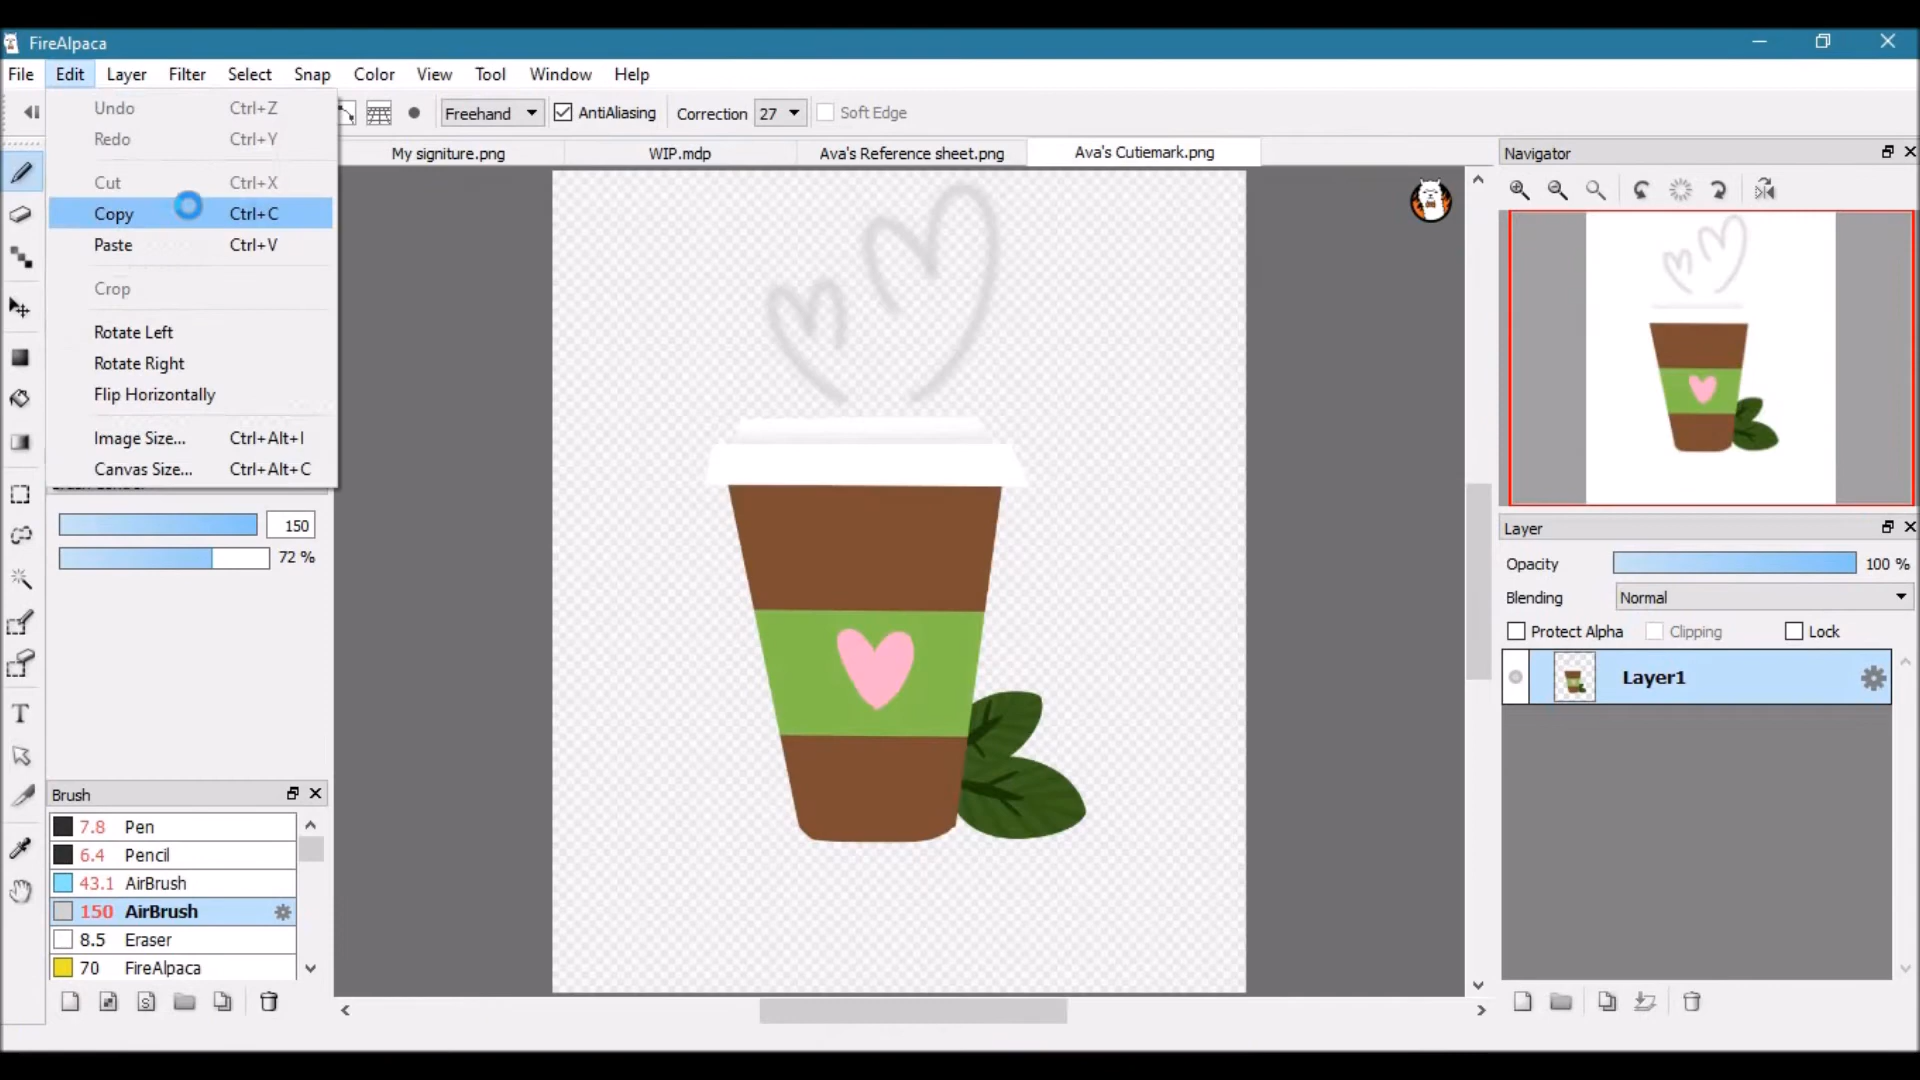 FireAlpaca
File Edit Layer Filter Select Snap Color View Tool Window Help
Freehand AntiAliasing Correction 27 Soft Edge
My signiture.png WIP.mdp Ava's Reference sheet.png Ava's Cutiemark.png
Undo Ctrl+Z
Redo Ctrl+Y
Cut Ctrl+X
Copy Ctrl+C
Paste Ctrl+V
Crop
Rotate Left
Rotate Right
Flip Horizontally
Image Size... Ctrl+Alt+I
Canvas Size... Ctrl+Alt+C
150
72 %
Brush
7.8 Pen
6.4 Pencil
43.1 AirBrush
150 AirBrush
8.5 Eraser
70 FireAlpaca
T
Navigator
Layer
Opacity 100 %
Blending Normal
Protect Alpha Clipping Lock
Layer1